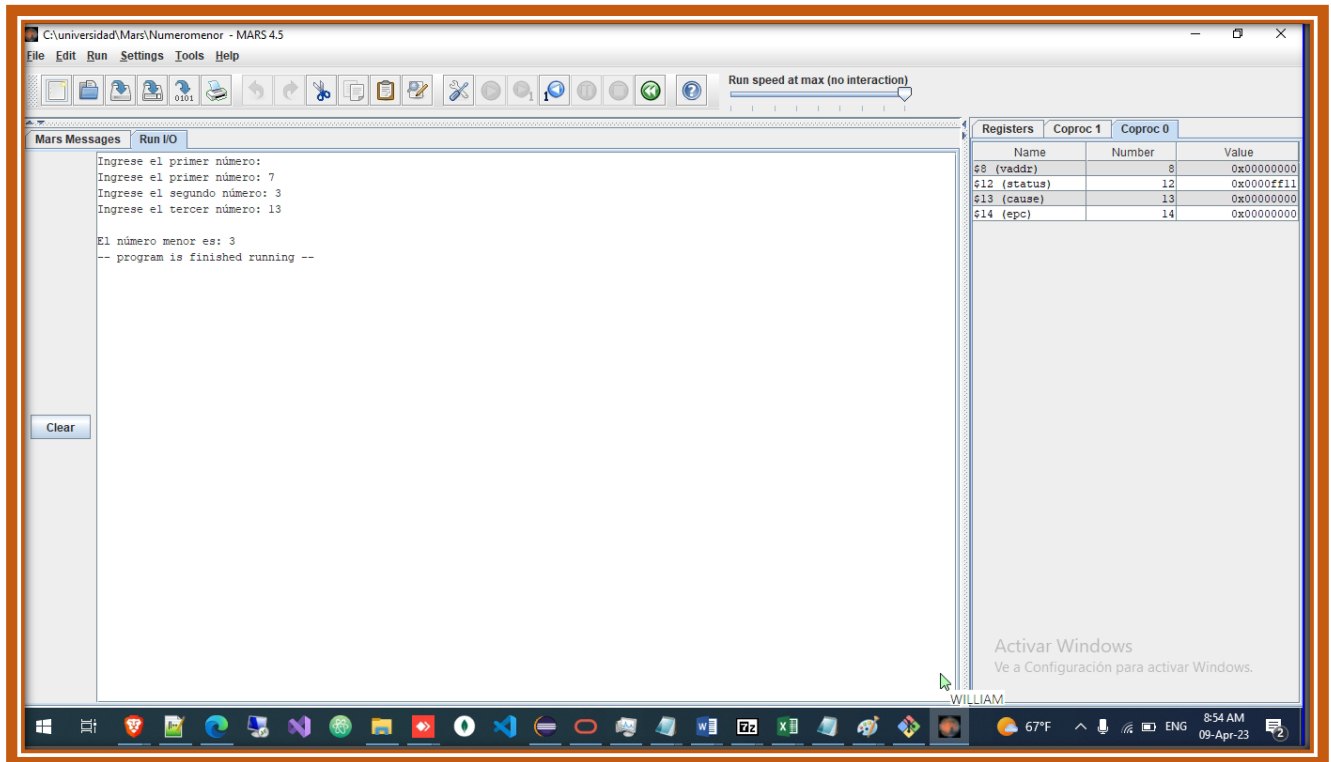 C:\universidad\Mars\Numeromenor - MARS 4.5
File Edit Run Settings Tools Help
Run speed at max (no interaction)
Mars Messages Run I/O
Ingrese el primer número:
Ingrese el primer número: 7
Ingrese el segundo número: 3
Ingrese el tercer número: 13
El número menor es: 3
-- program is finished running --
Clear
Registers Coproc 1 Coproc 0
Name Number Value
$8 (vaddr) 8 0x00000000
$12 (status) 12 0x0000ff11
$13 (cause) 13 0x00000000
$14 (epc) 14 0x00000000
Activar Windows
Ve a Configuración para activar Windows.
WILLIAM
67°F ENG 8:54 AM
09-Apr-23 2